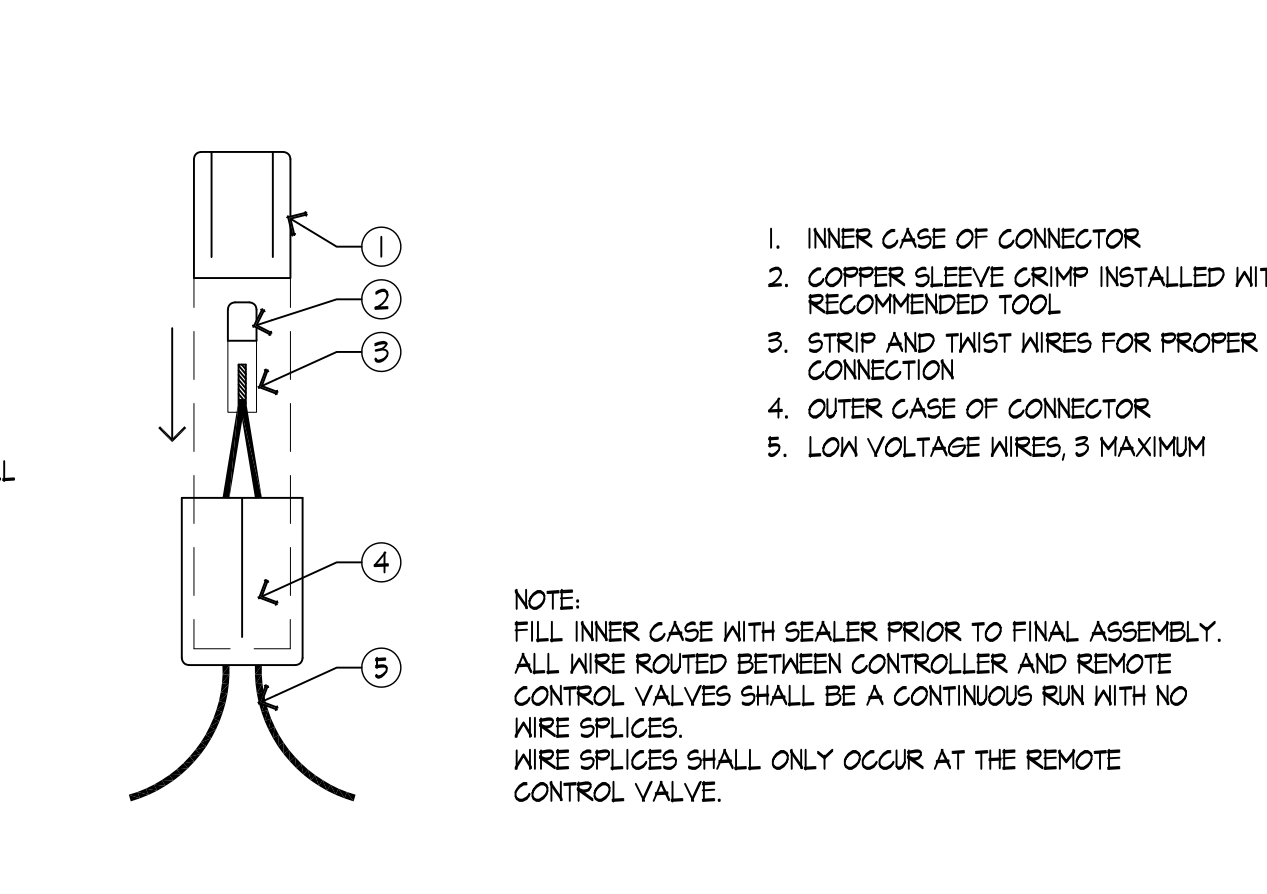 1
2
3
4
5
1. INNER CASE OF CONNECTOR
2. COPPER SLEEVE CRIMP INSTALLED
RECOMMENDED TOOL
3. STRIP AND TWIST WIRES FOR PROPER
CONNECTION
4. OUTER CASE OF CONNECTOR
5. LOW VOLTAGE WIRES, 3 MAXIMUM
NOTE:
FILL INNER CASE WITH SEALER PRIOR TO FINAL ASSEMBLY.
ALL WIRE ROUTED BETWEEN CONTROLLER AND REMOTE
CONTROL VALVES SHALL BE A CONTINUOUS RUN WITH NO
WIRE SPLICES.
WIRE SPLICES SHALL ONLY OCCUR AT THE REMOTE
CONTROL VALVE.